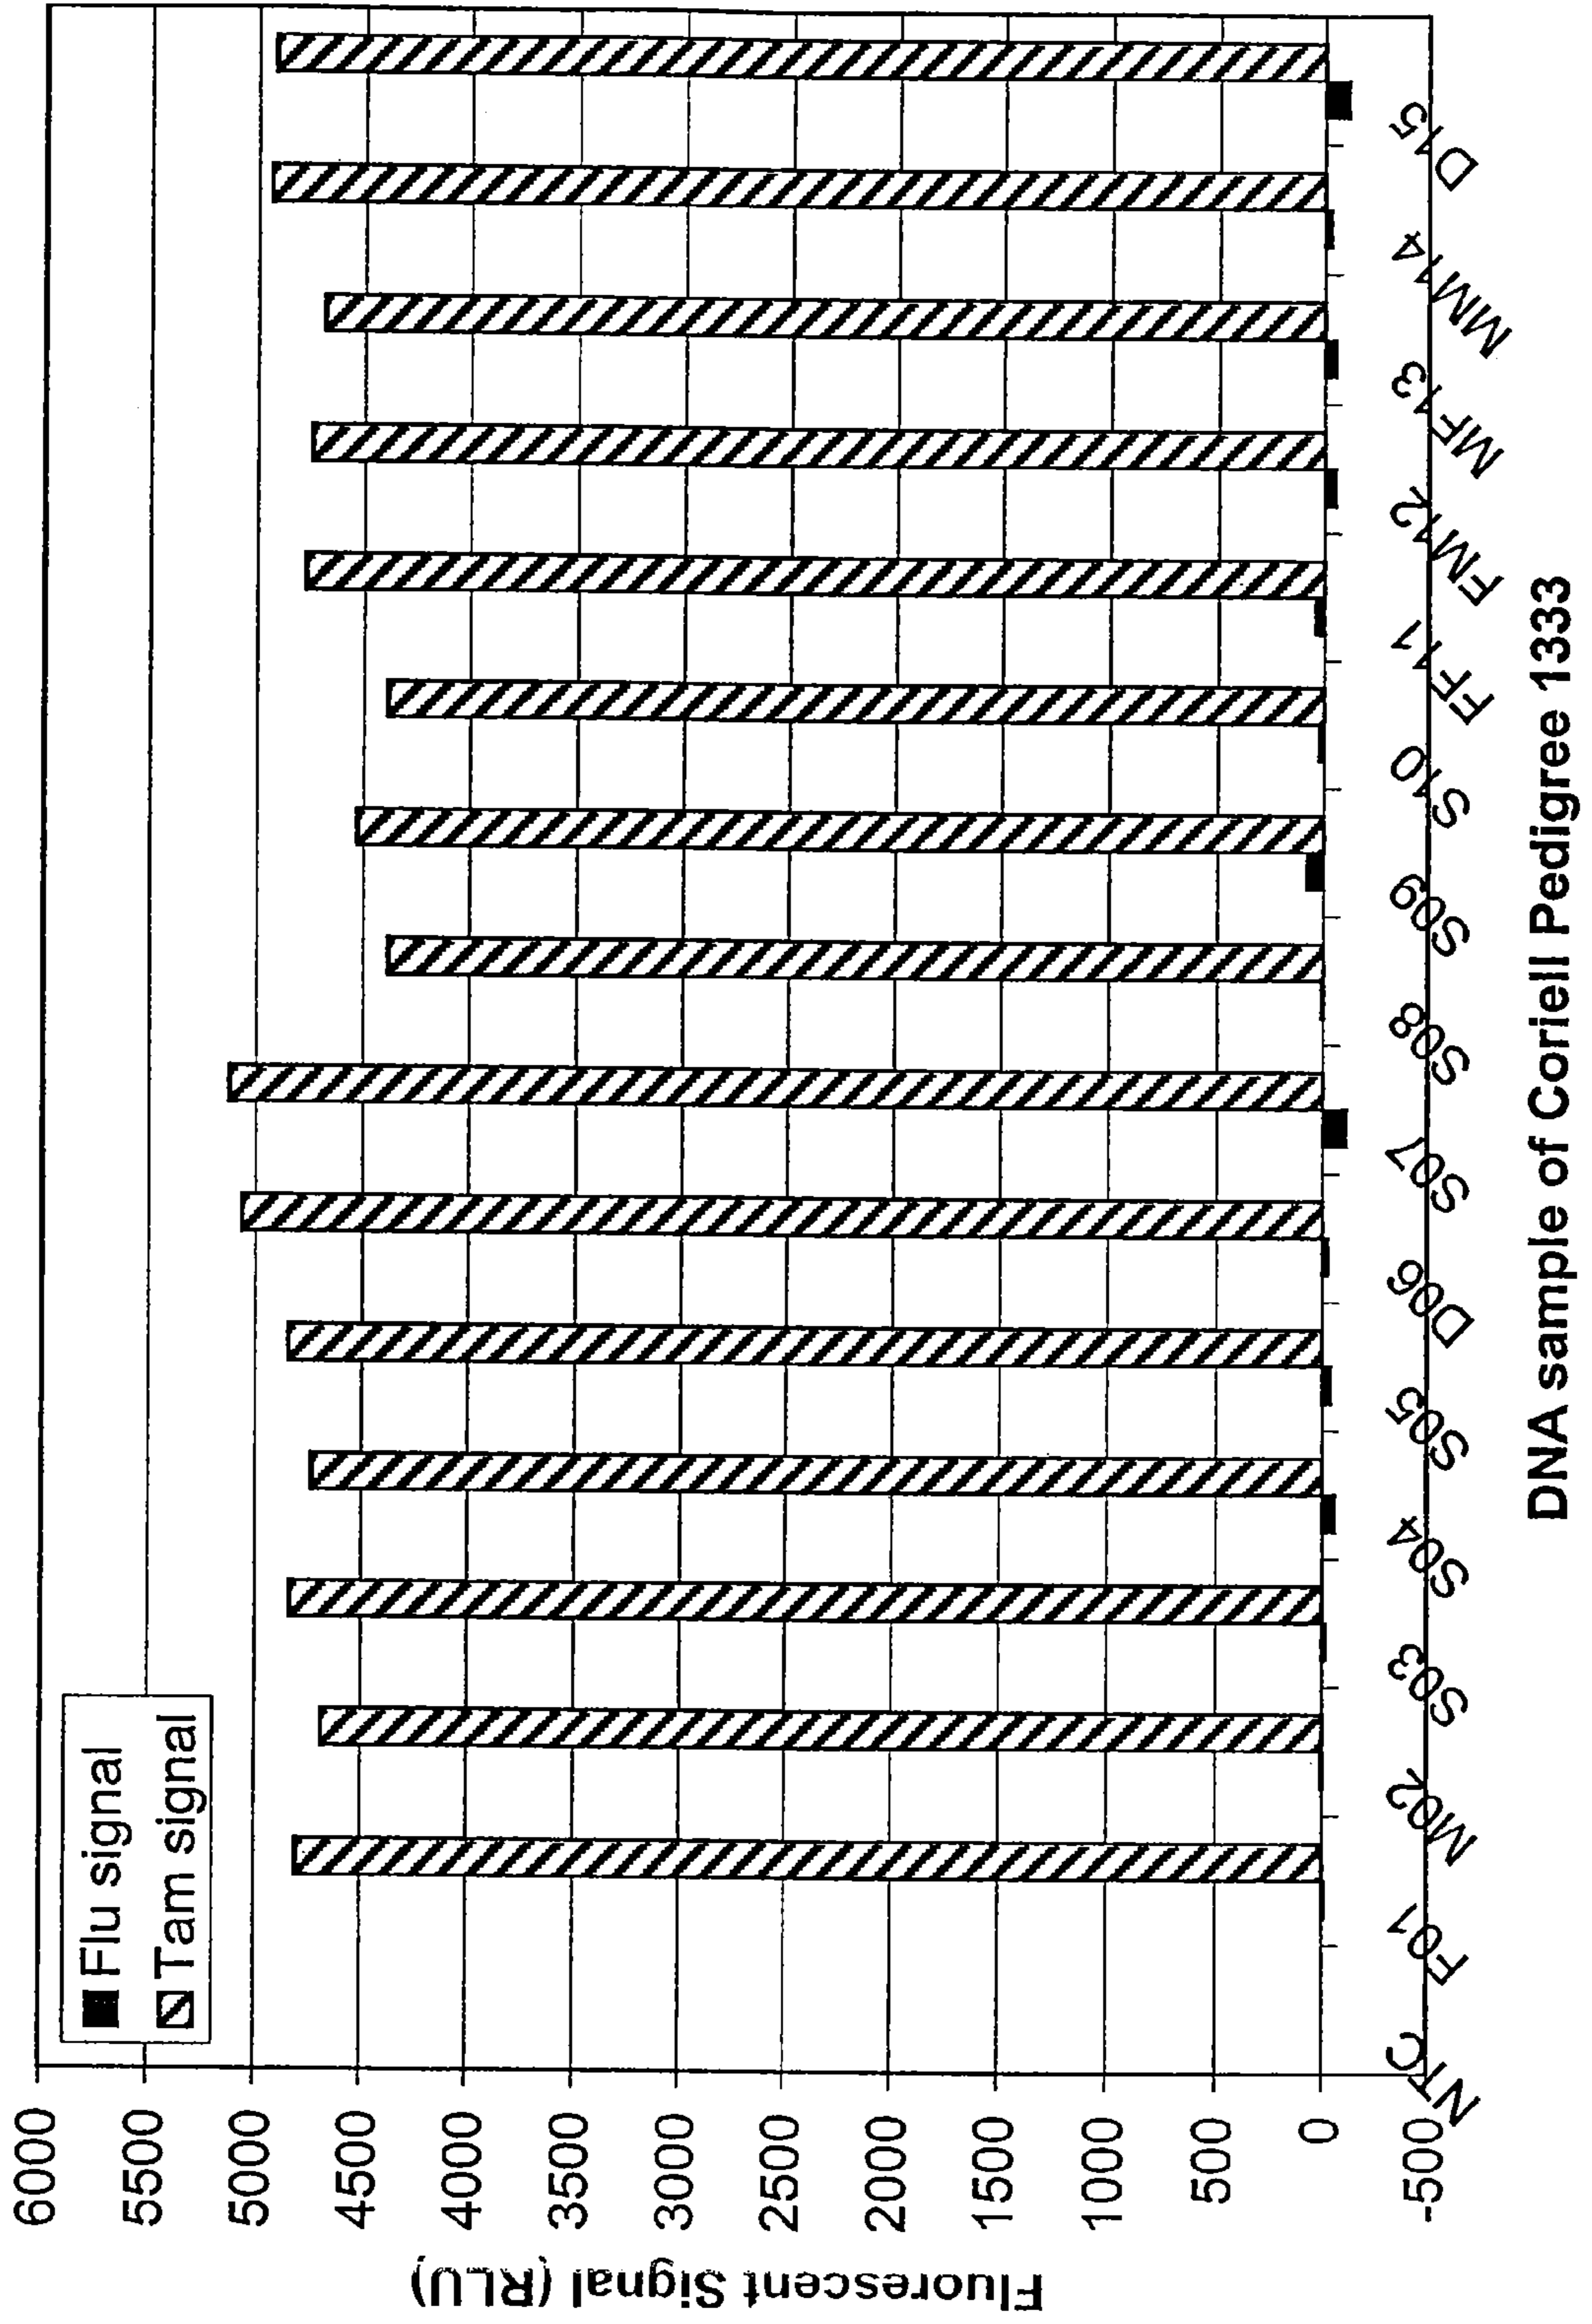 Flu signal
Tam signal
6000
5500
5000
4500
4000
3500
3000
2500
2000
1500
1000
500
0
-500
Fluorescent Signal (RLU)
NTC
F01
M02
S03
S04
S05
D06
S07
S08
S09
S10
FF11
FM12
MF13
MM14
D15
DNA sample of Coriell Pedigree 1333